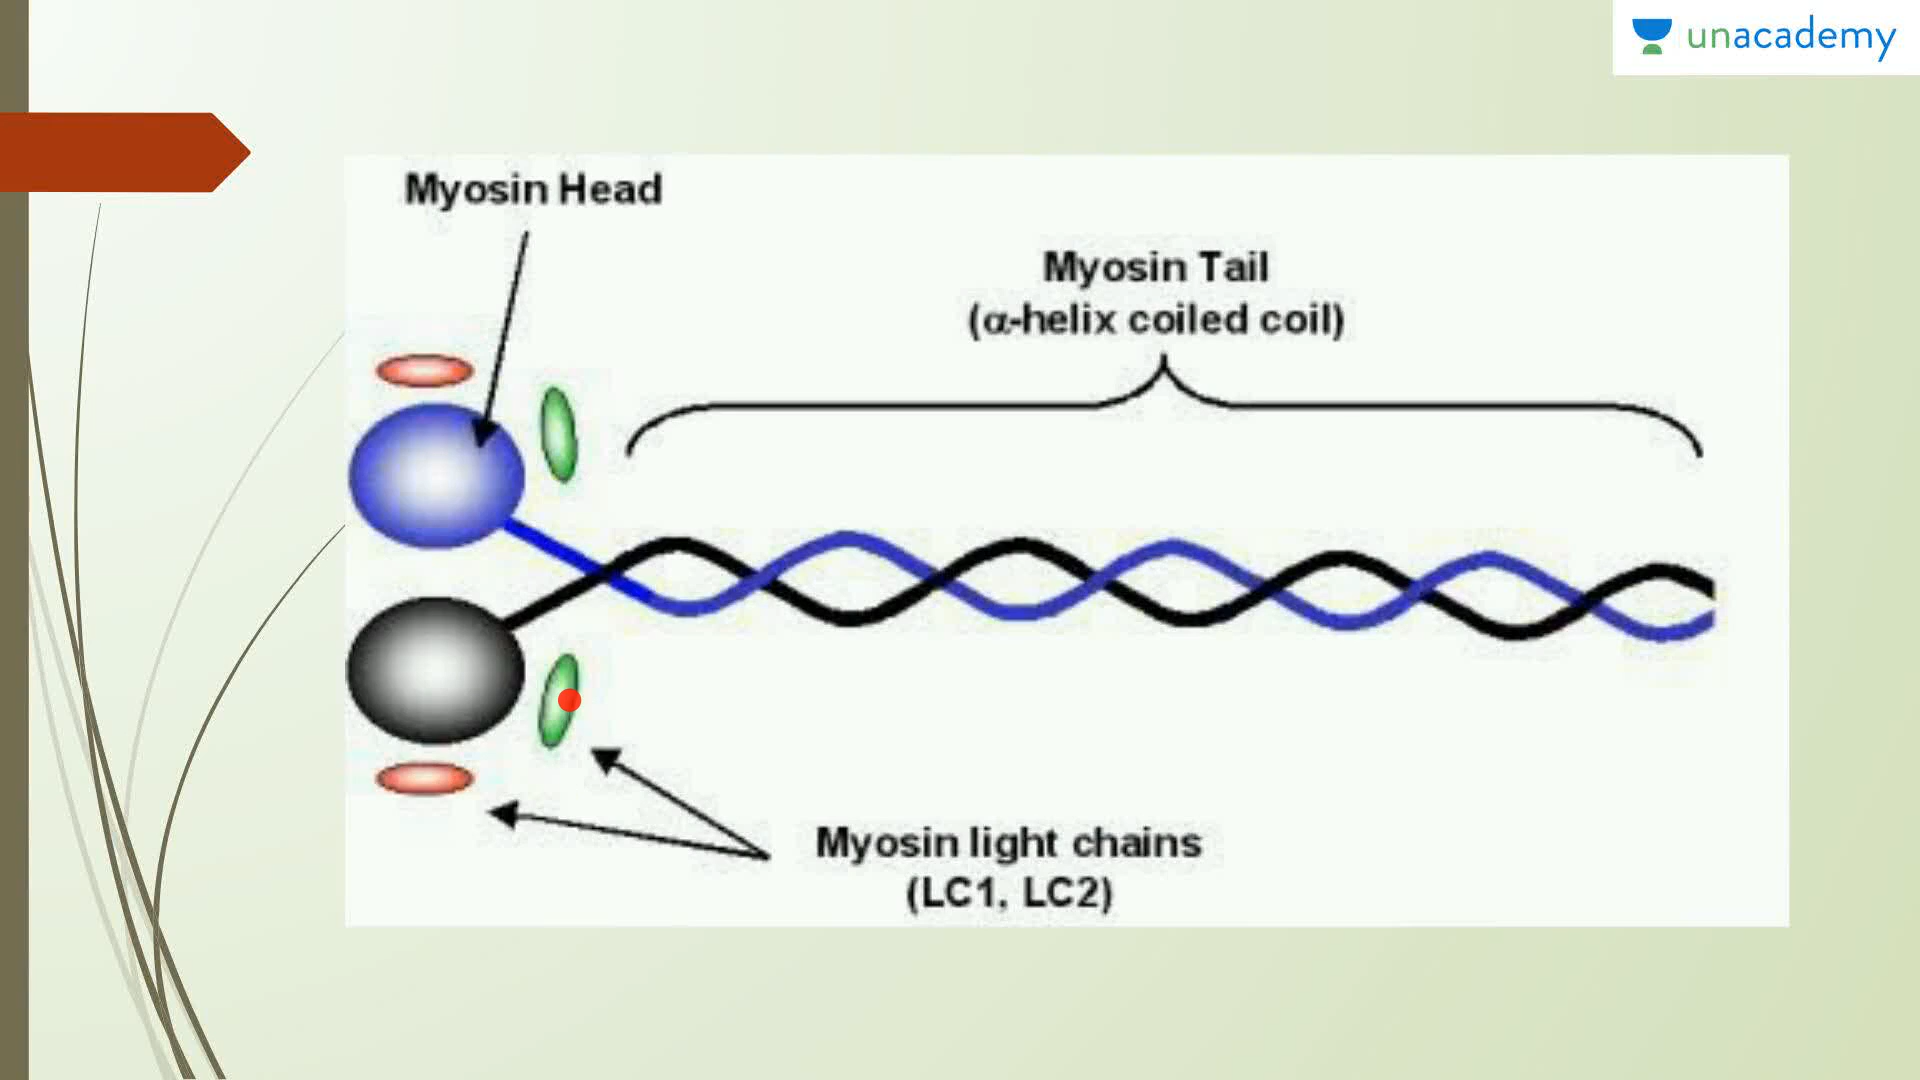 unacademy
Myosin Head
Myosin Tail
(α-helix coiled coil)
Myosin light chains
(LC1, LC2)